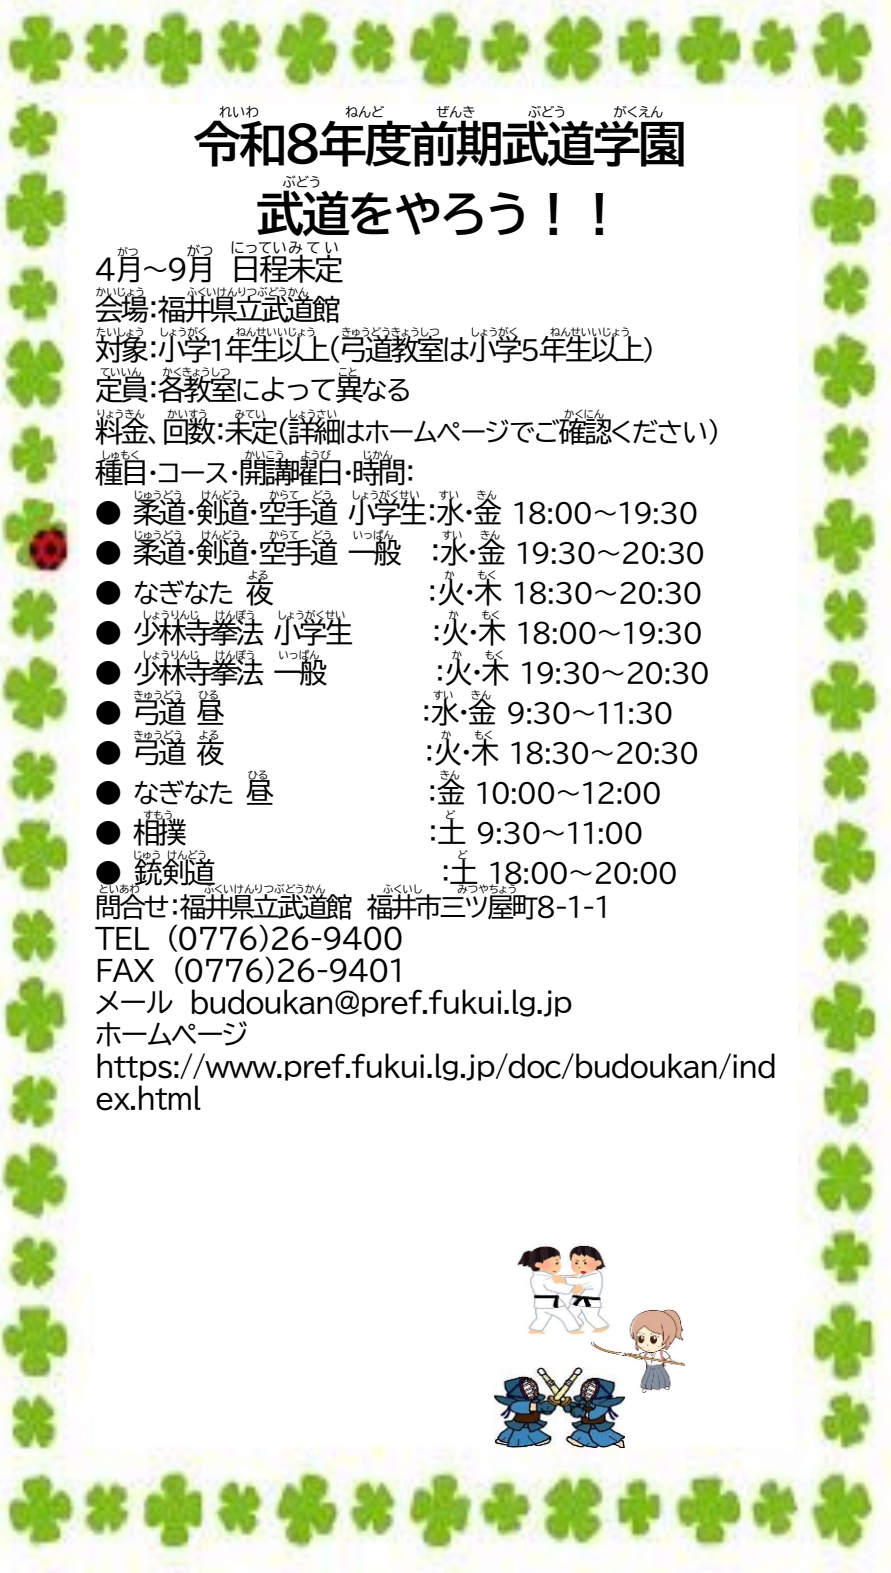 令和8年度前期武道学園
武道をやろう！！
4月～9月 日程未定
会場：福井県立武道館
対象：小学1年生以上（弓道教室は小学5年生以上）
定員：各教室によって異なる
料金、回数：未定（詳細はホームページでご確認ください）
種目・コース・開講曜日・時間：
● 柔道・剣道・空手道 小学生：水・金 18:00～19:30
● 柔道・剣道・空手道 一般 ：水・金 19:30～20:30
● なぎなた 夜 ：火・木 18:30～20:30
● 少林寺拳法 小学生 ：火・木 18:00～19:30
● 少林寺拳法 一般 ：火・木 19:30～20:30
● 弓道 昼 ：水・金 9:30～11:30
● 弓道 夜 ：火・木 18:30～20:30
● なぎなた 昼 ：金 10:00～12:00
● 相撲 ：土 9:30～11:00
● 銃剣道 ：土 18:00～20:00
問合せ：福井県立武道館 福井市三ツ屋町8-1-1
TEL (0776)26-9400
FAX (0776)26-9401
メール budoukan@pref.fukui.lg.jp
ホームページ
https://www.pref.fukui.lg.jp/doc/budoukan/ind
ex.html